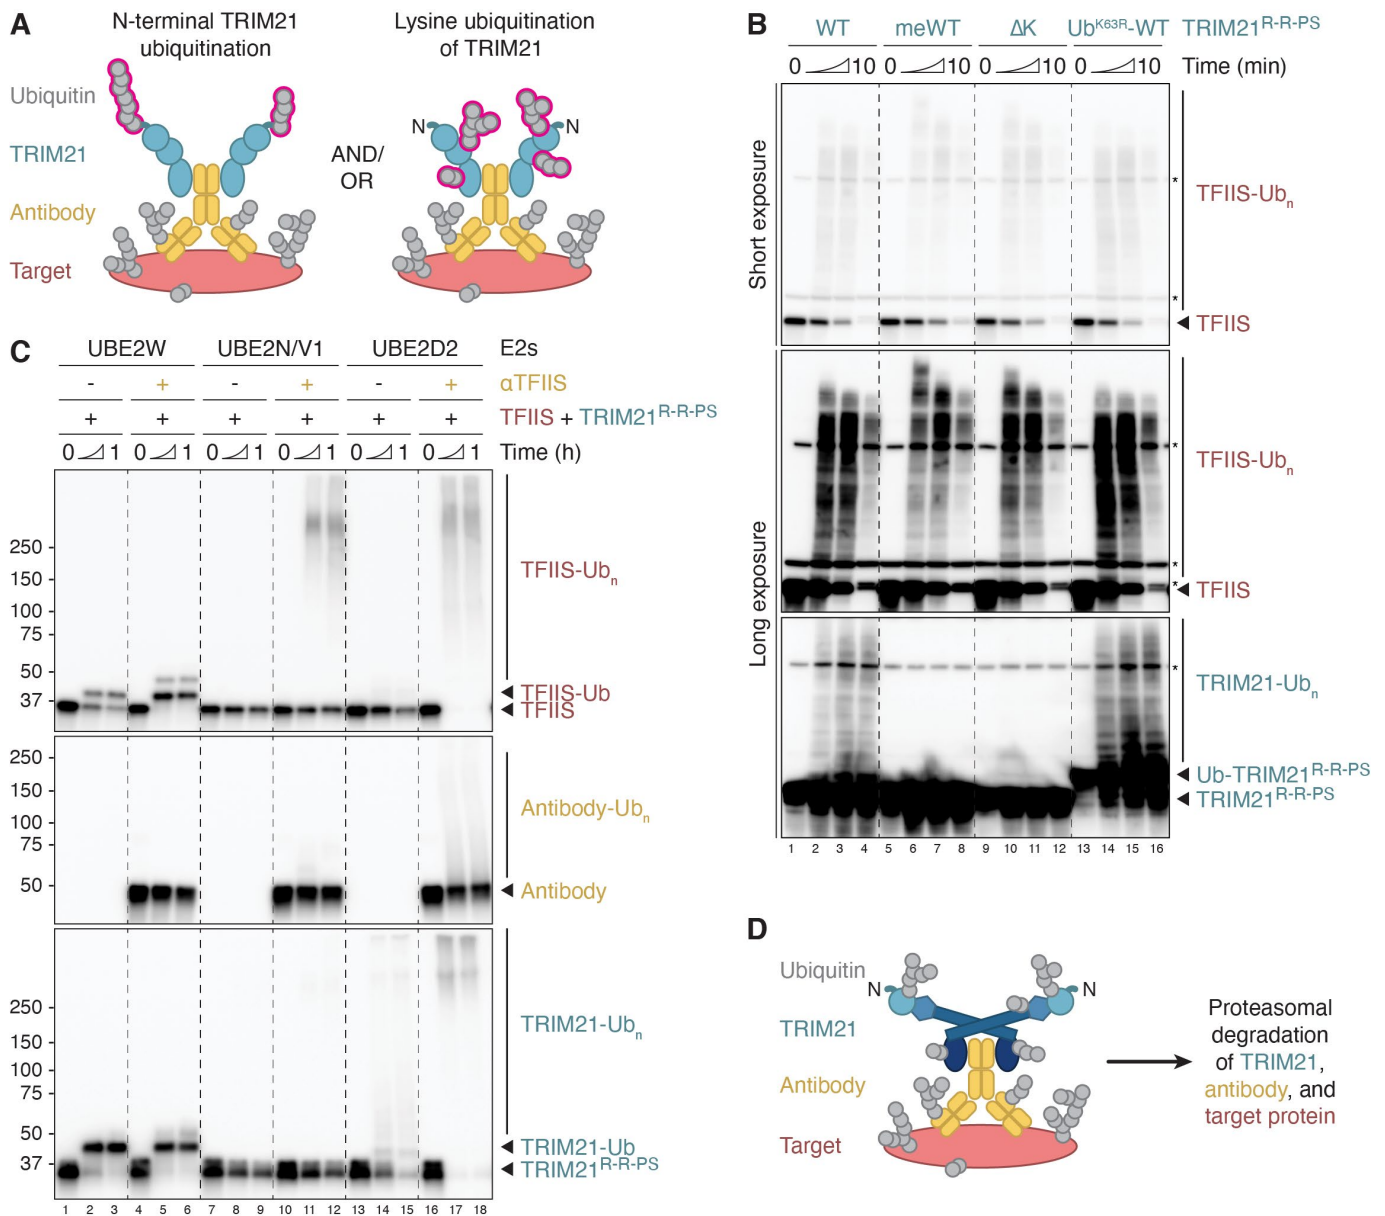 A
N-terminal TRIM21
ubiquitination
Lysine ubiquitination
of TRIM21
Ubiquitin
TRIM21
Antibody
Target
AND/
OR
N
N
B
WT meWT ΔK Ub^K63R-WT TRIM21^R-R-PS
0 10 0 10 0 10 0 10 Time (min)
Short exposure
TFIIS-Ubn
TFIIS
*
*
Long exposure
TFIIS-Ubn
TFIIS
*
*
*
TRIM21-Ubn
Ub-TRIM21^R-R-PS
TRIM21^R-R-PS
*
1 2 3 4 5 6 7 8 9 10 11 12 13 14 15 16
C
UBE2W UBE2N/V1 UBE2D2 E2s
- + - + - + αTFIIS
+ + + + + + TFIIS + TRIM21^R-R-PS
0 1 0 1 0 1 0 1 0 1 0 1 Time (h)
250
150
100
75
50
37
TFIIS-Ubn
TFIIS-Ub
TFIIS
250
150
100
75
50
Antibody-Ubn
Antibody
250
150
100
75
50
37
TRIM21-Ubn
TRIM21-Ub
TRIM21^R-R-PS
1 2 3 4 5 6 7 8 9 10 11 12 13 14 15 16 17 18
D
Ubiquitin
TRIM21
Antibody
Target
N
N
Proteasomal
degradation
of TRIM21,
antibody, and
target protein